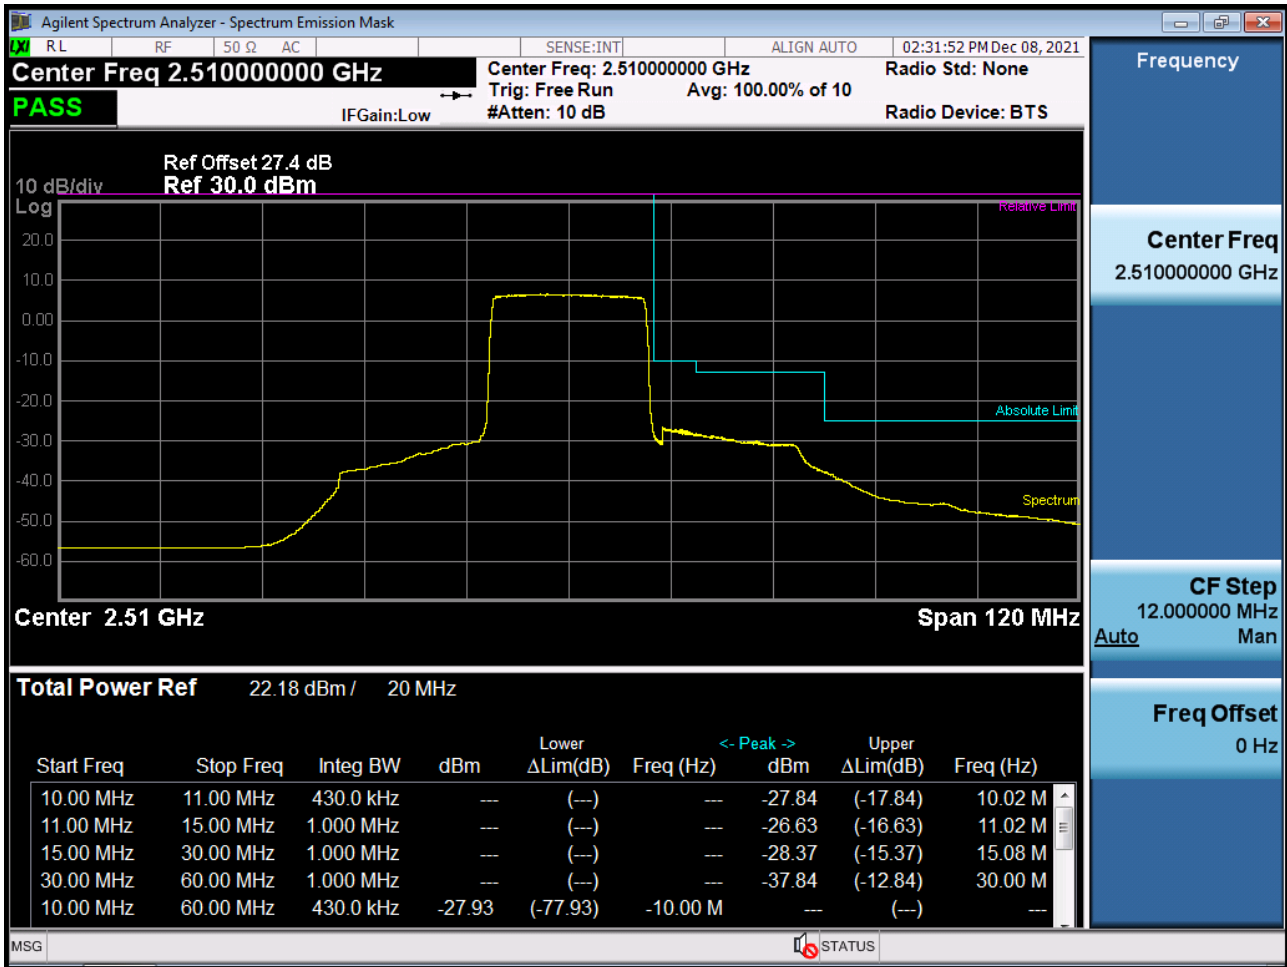 Agilent Spectrum Analyzer - Spectrum Emission Mask
LXI RL RF 50 Ω AC SENSE:INT ALIGN AUTO 02:31:52 PM Dec 08, 2021
Center Freq 2.510000000 GHz
Center Freq: 2.510000000 GHz
Radio Std: None
Trig: Free Run Avg: 100.00% of 10
PASS
IFGain:Low
#Atten: 10 dB
Radio Device: BTS
Ref Offset 27.4 dB
10 dB/div Ref 30.0 dBm
Log
Relative Limit
20.0
10.0
0.00
-10.0
-20.0
Absolute Limit
-30.0
-40.0
Spectrum
-50.0
-60.0
Center 2.51 GHz Span 120 MHz
Total Power Ref 22.18 dBm / 20 MHz
Lower <- Peak -> Upper
Start Freq Stop Freq Integ BW dBm ΔLim(dB) Freq (Hz) dBm ΔLim(dB) Freq (Hz)
10.00 MHz 11.00 MHz 430.0 kHz --- (---) --- -27.84 (-17.84) 10.02 M
11.00 MHz 15.00 MHz 1.000 MHz --- (---) --- -26.63 (-16.63) 11.02 M
15.00 MHz 30.00 MHz 1.000 MHz --- (---) --- -28.37 (-15.37) 15.08 M
30.00 MHz 60.00 MHz 1.000 MHz --- (---) --- -37.84 (-12.84) 30.00 M
10.00 MHz 60.00 MHz 430.0 kHz -27.93 (-77.93) -10.00 M --- (---) ---
MSG STATUS
Frequency
Center Freq
2.510000000 GHz
CF Step
12.000000 MHz
Auto Man
Freq Offset
0 Hz